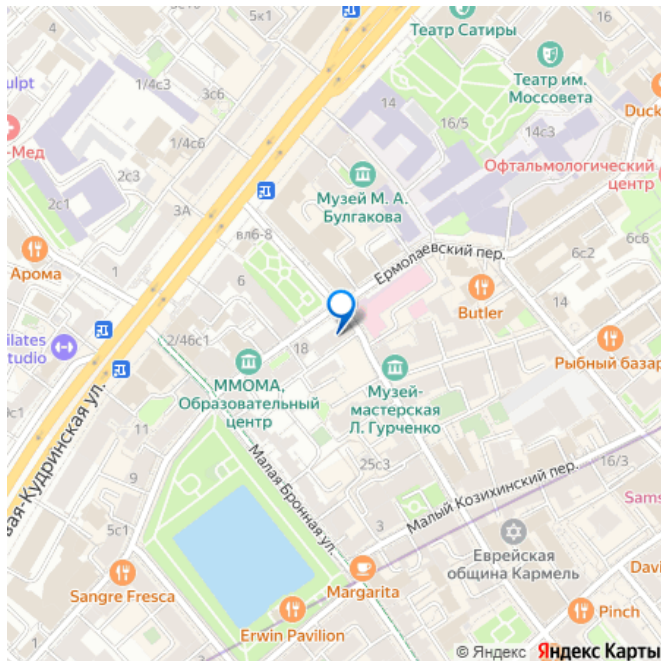 5к1
Театр Сатиры
16
ulpt
1/4с3
3с6
14
Театр им.
Моссовета
16/5
14с3
Duck
1/4с6
-Мед
2с3
2с1
3А
Музей М. А.
Булгакова
Офтальмологический
центр
вл6-8
Ермолаевский пер.
6с2
6с6
Арома
1
6
Butler
14
ilates
tudio
2/46с1
18
Рыбный базар
ММОМА,
Образовательный
центр
Музей-
мастерская
Л. Гурченко
вая-Кудринская ул.
11
9
Малая Бронная ул.
25с3
Малый Козихинский пер.
16/3
Sams
5с1
3
Еврейская
община Кармель
Davi
Sangre Fresca
Margarita
Erwin Pavilion
Pinch
© Яндекс Яндекс Карты